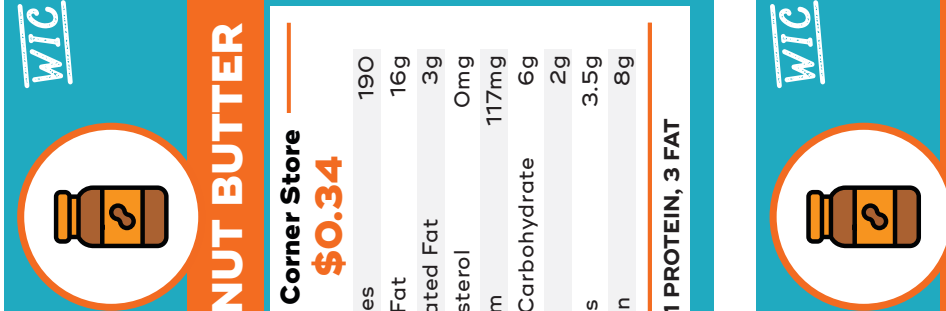 WIC
NUT BUTTER
Corner Store
$0.34
es 190
Fat 16g
ated Fat 3g
sterol 0mg
m 117mg
Carbohydrate 6g
2g
s 3.5g
n 8g
1 PROTEIN, 3 FAT
WIC